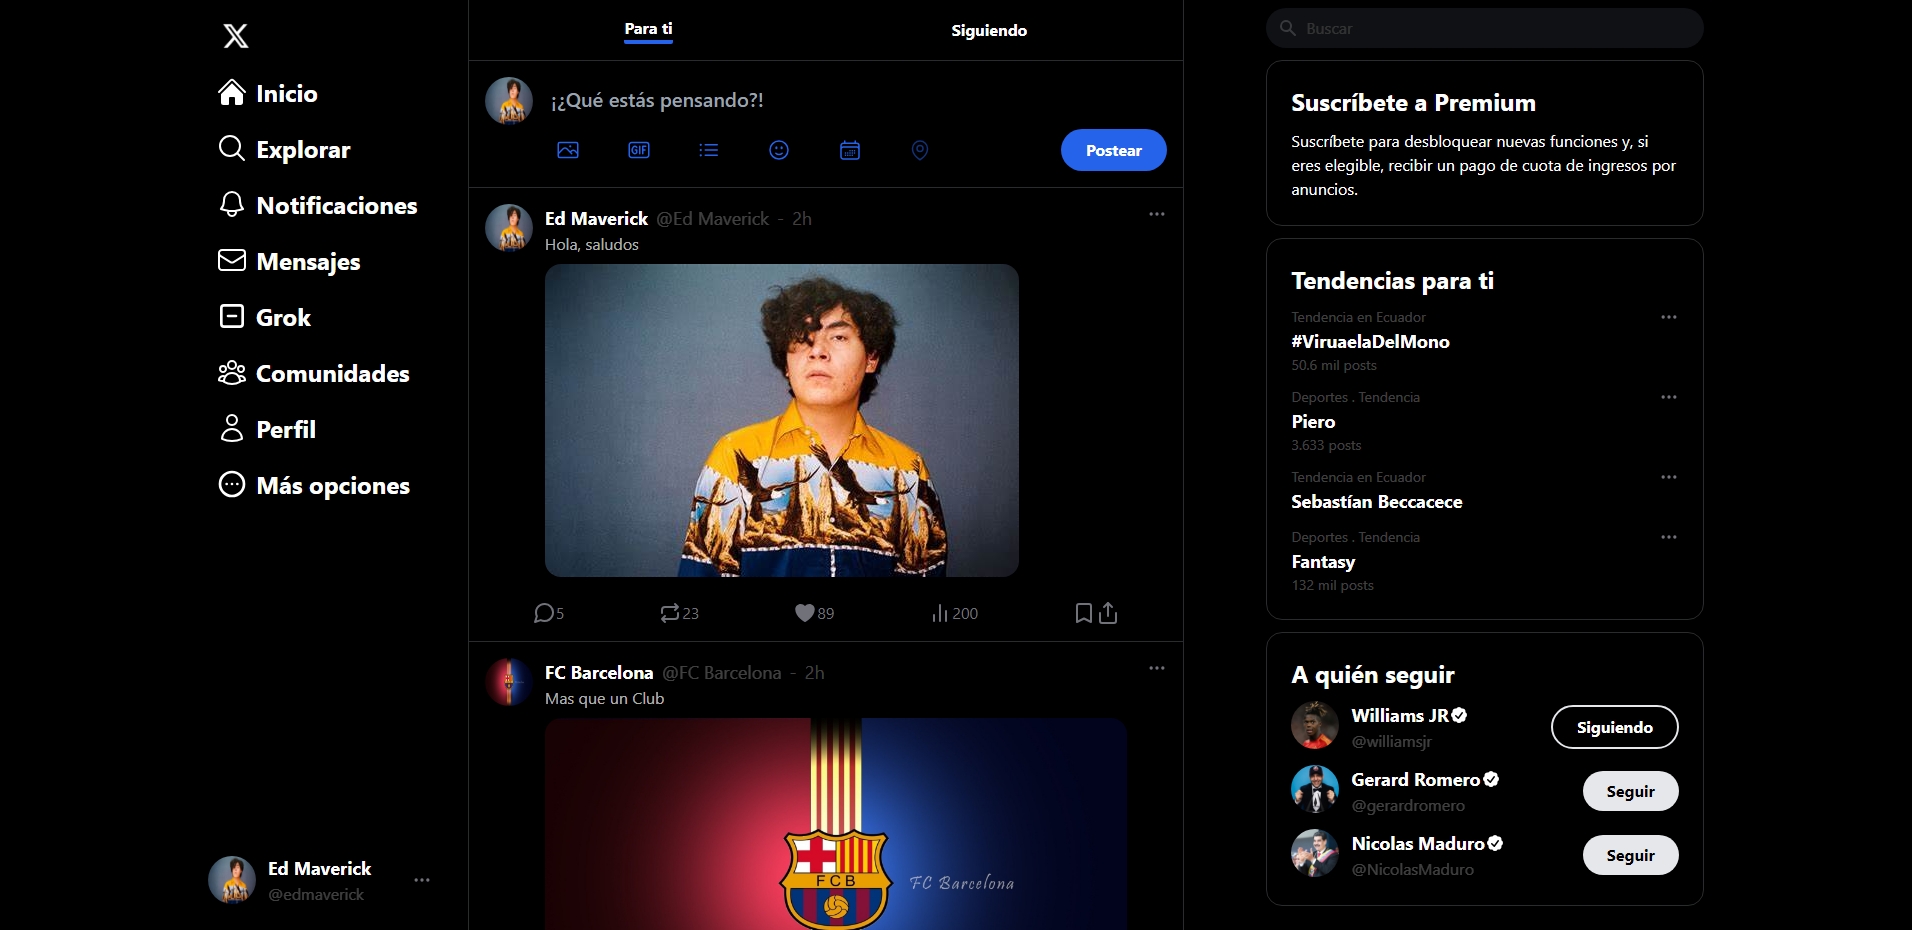 Inicio
Explorar
Notificaciones
Mensajes
Grok
Comunidades
Perfil
Más opciones
Ed Maverick
@edmaverick
Para ti
Siguiendo
¡¿Qué estás pensando?!
GIF
Postear
Ed Maverick @Ed Maverick - 2h
Hola, saludos
5 23 89 200
FC Barcelona @FC Barcelona - 2h
Mas que un Club
FCB
FC Barcelona
Buscar
Suscríbete a Premium
Suscríbete para desbloquear nuevas funciones y, si
eres elegible, recibir un pago de cuota de ingresos por
anuncios.
Tendencias para ti
Tendencia en Ecuador
#ViruaelaDelMono
50.6 mil posts
Deportes . Tendencia
Piero
3.633 posts
Tendencia en Ecuador
Sebastían Beccacece
Deportes . Tendencia
Fantasy
132 mil posts
A quién seguir
Williams JR
@williamsjr
Siguiendo
Gerard Romero
@gerardromero
Seguir
Nicolas Maduro
@NicolasMaduro
Seguir